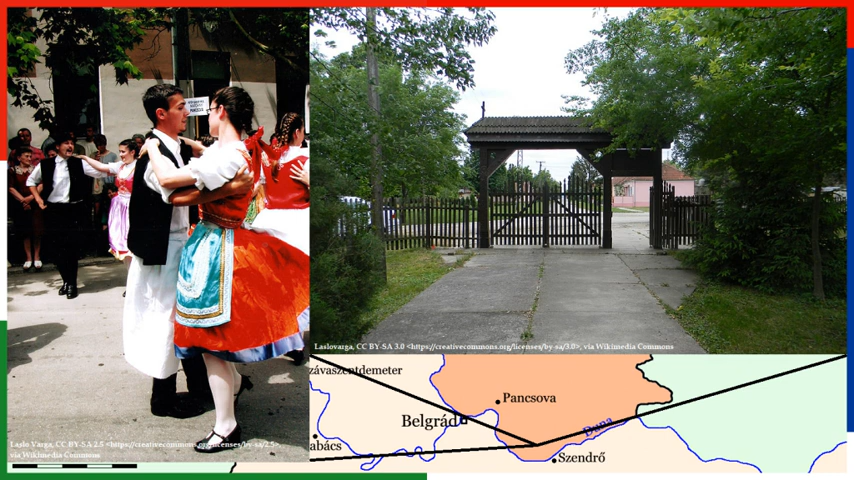 Laslovarga, CC BY-SA 3.0 <https://creativecommons.org/licenses/by-sa/3.0>, via Wikimedia Commons
závaszentdemeter
Pancsova
Belgrád
Duna
abács
Szendrő
Laslo Varga, CC BY-SA 2.5 <https://creativecommons.org/licenses/by-sa/2.5>,
via Wikimedia Commons